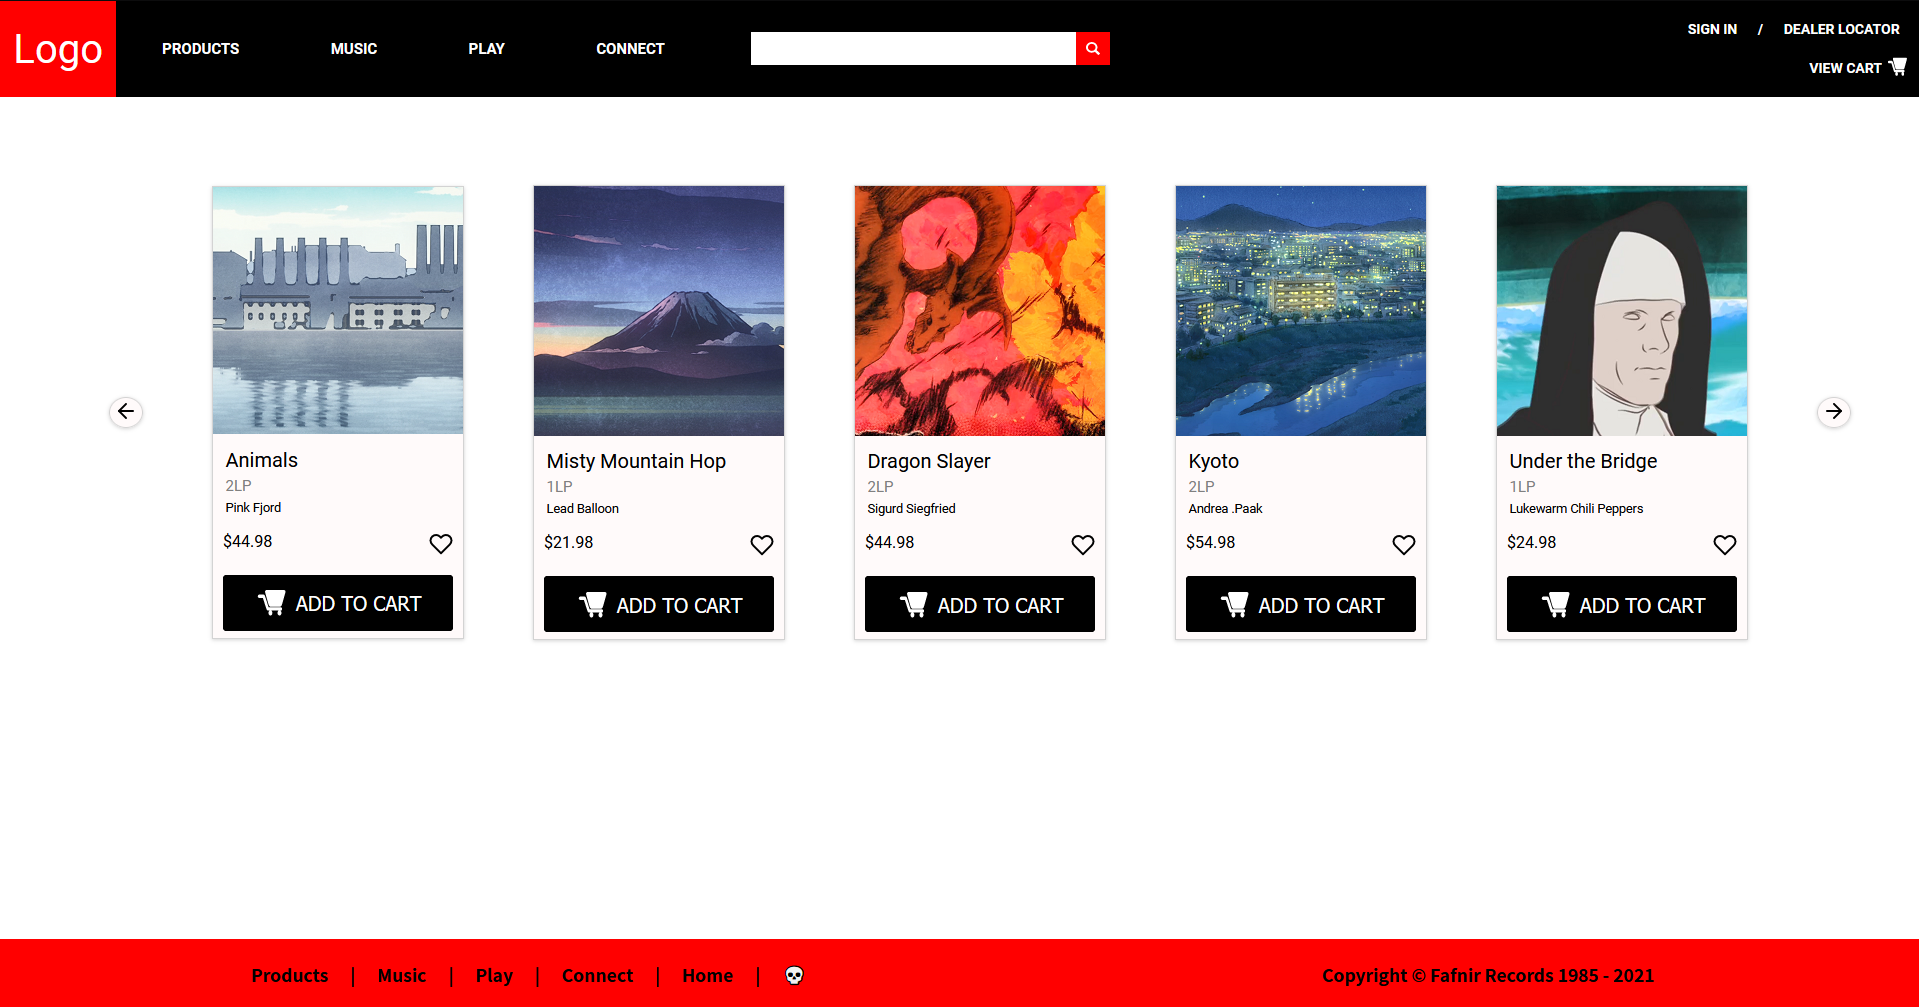 Logo
PRODUCTS
MUSIC
PLAY
CONNECT
SIGN IN / DEALER LOCATOR
VIEW CART
Animals
2LP
Pink Fjord
$44.98
ADD TO CART
Misty Mountain Hop
1LP
Lead Balloon
$21.98
ADD TO CART
Dragon Slayer
2LP
Sigurd Siegfried
$44.98
ADD TO CART
Kyoto
2LP
Andrea .Paak
$54.98
ADD TO CART
Under the Bridge
1LP
Lukewarm Chili Peppers
$24.98
ADD TO CART
Products | Music | Play | Connect | Home |
Copyright © Fafnir Records 1985 - 2021